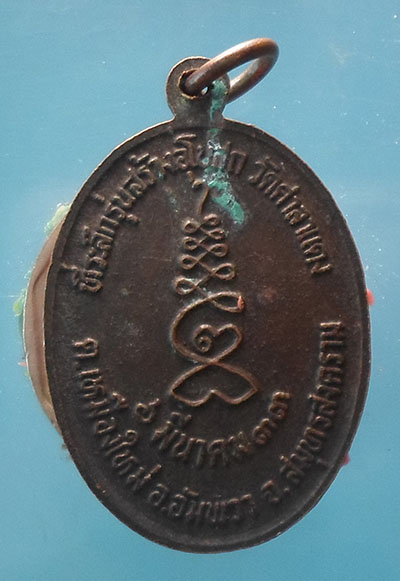 ที่ระลึกรุ่นสร้างอุโบสถ วัดศาลาแดง
๕ มีนาคม ๓๓
ต.เหมืองใหม่ อ.อัมพวา จ.สมุทรสงคราม